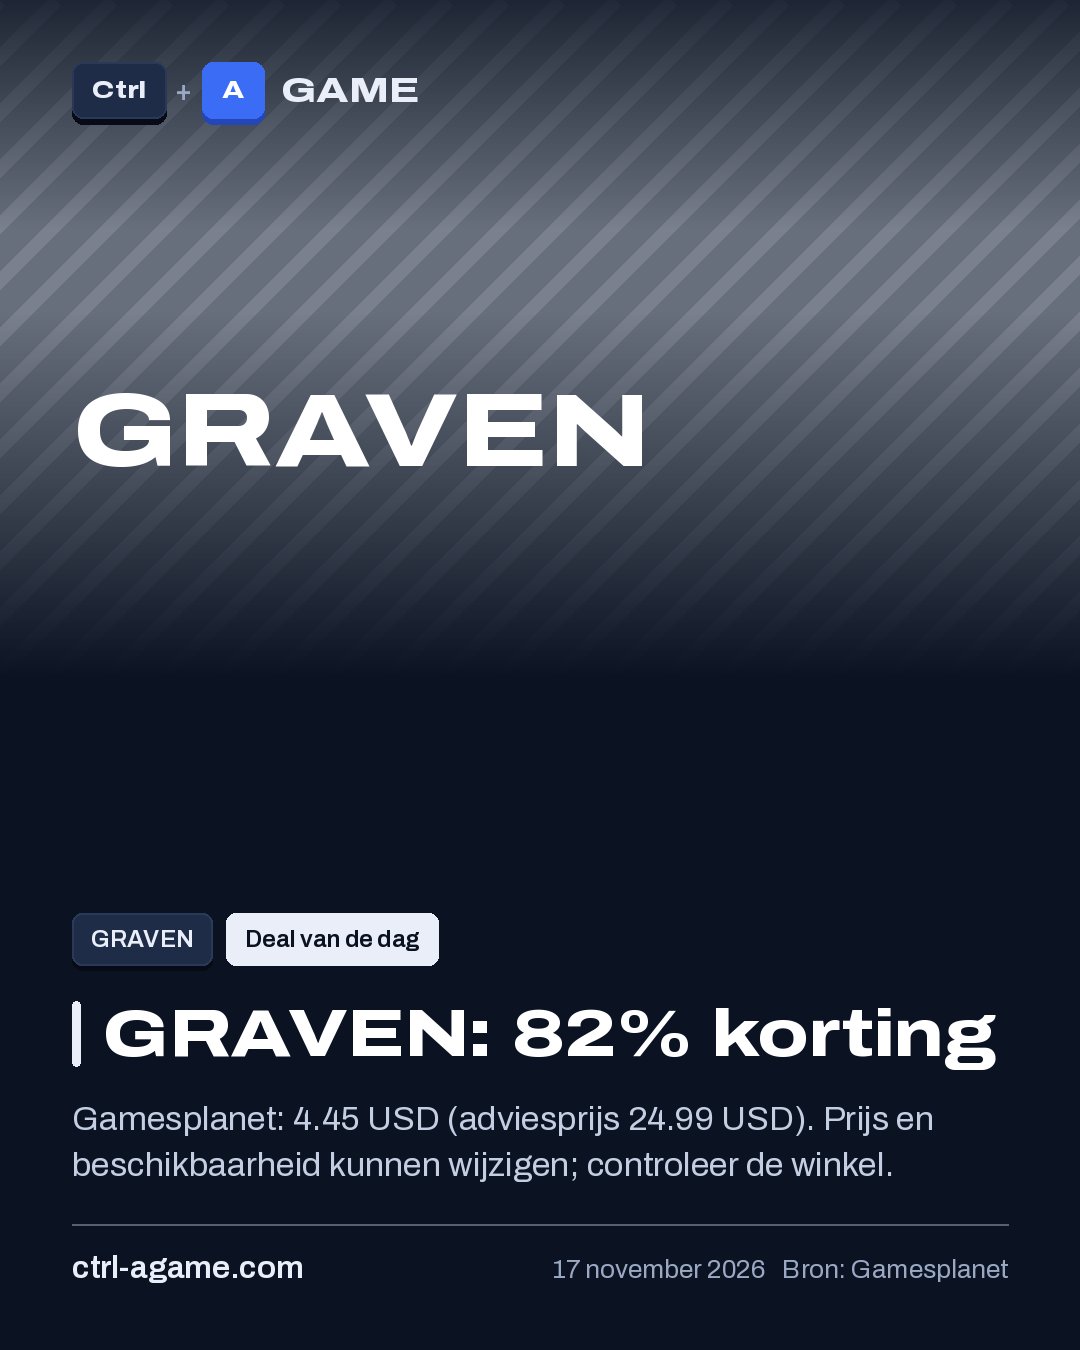 Ctrl + A GAME
GRAVEN
GRAVEN Deal van de dag
GRAVEN: 82% korting
Gamesplanet: 4.45 USD (adviesprijs 24.99 USD). Prijs en
beschikbaarheid kunnen wijzigen; controleer de winkel.
ctrl-agame.com 17 november 2026 Bron: Gamesplanet